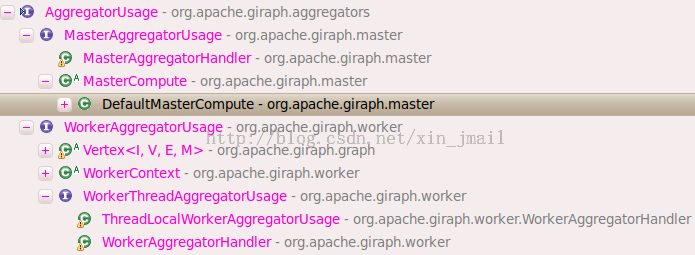 AggregatorUsage - org.apache.giraph.aggregators
MasterAggregatorUsage - org.apache.giraph.master
MasterAggregatorHandler - org.apache.giraph.master
MasterCompute - org.apache.giraph.master
DefaultMasterCompute - org.apache.giraph.master
WorkerAggregatorUsage - org.apache.giraph.worker
http://blog.csdn.net/xin_jmail
Vertex<I, V, E, M> - org.apache.giraph.graph
WorkerContext - org.apache.giraph.worker
WorkerThreadAggregatorUsage - org.apache.giraph.worker
ThreadLocalWorkerAggregatorUsage - org.apache.giraph.worker.WorkerAggregatorHandler
WorkerAggregatorHandler - org.apache.giraph.worker